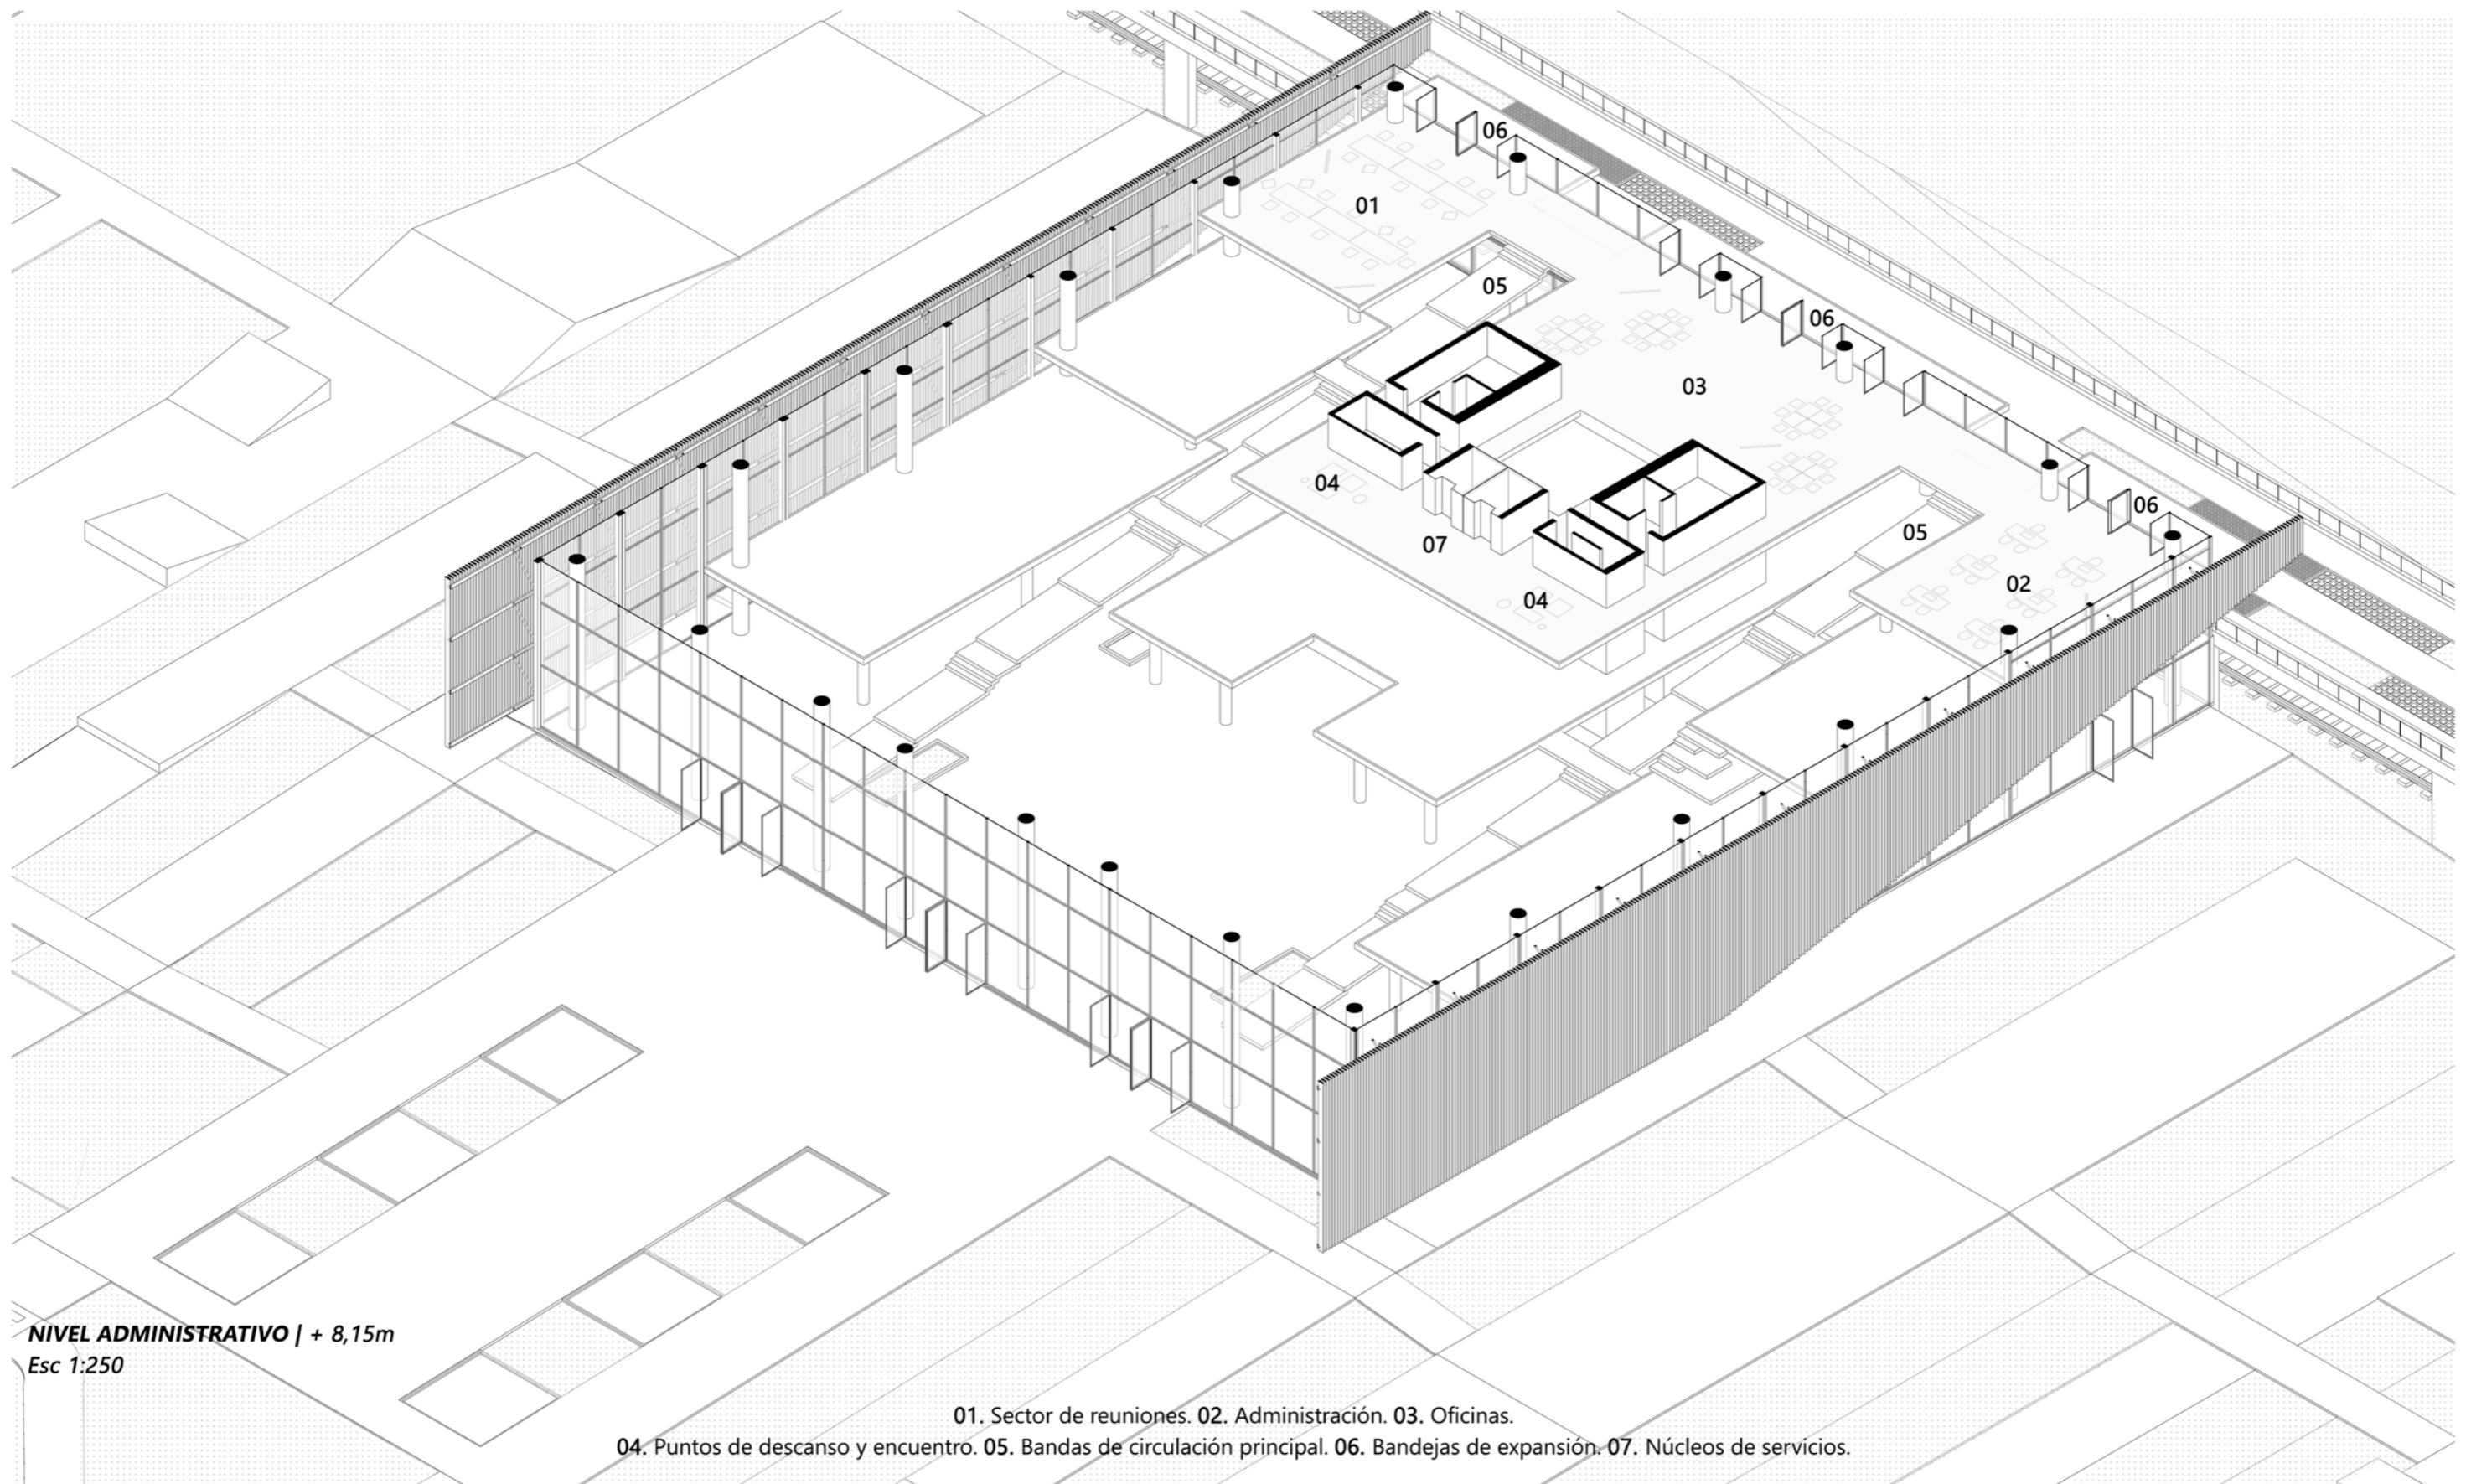 06
01
05
06
03
04
06
05
07
02
04
NIVEL ADMINISTRATIVO | + 8,15m
Esc 1:250
01. Sector de reuniones. 02. Administración. 03. Oficinas.
04. Puntos de descanso y encuentro. 05. Bandas de circulación principal. 06. Bandejas de expansión. 07. Núcleos de servicios.